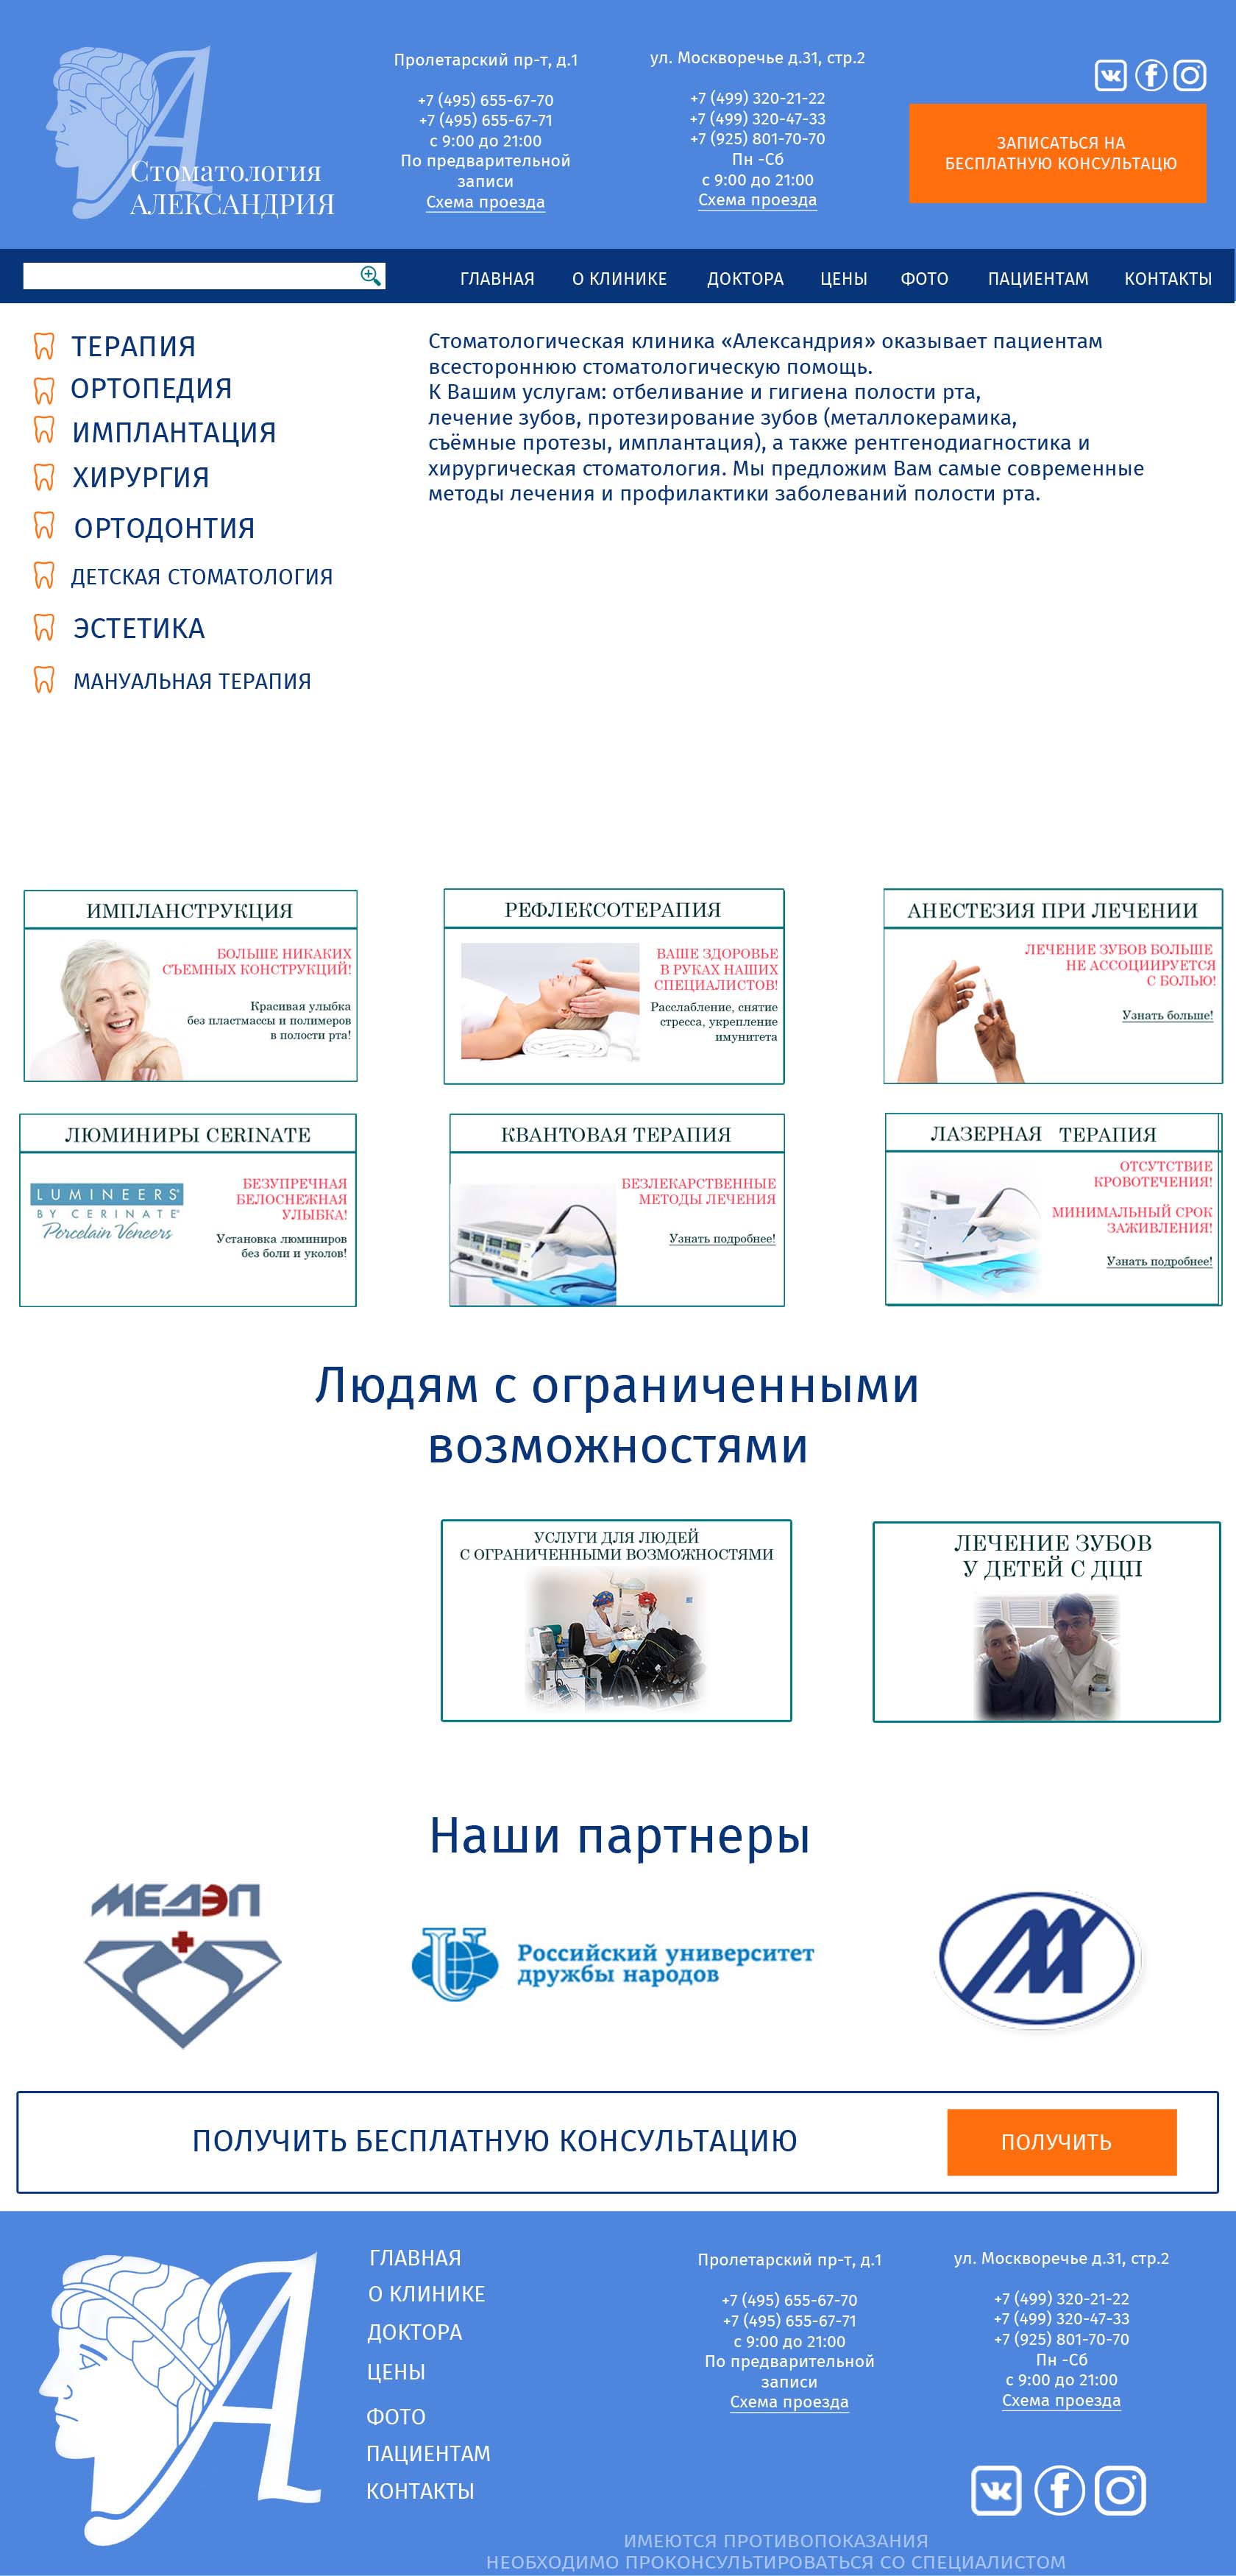 Стоматология
АЛЕКСАНДРИЯ
Пролетарский пр-т, д.1
+7 (495) 655-67-70
+7 (495) 655-67-71
с 9:00 до 21:00
По предварительной
записи
Схема проезда
ул. Москворечье д.31, стр.2
+7 (499) 320-21-22
+7 (499) 320-47-33
+7 (925) 801-70-70
Пн -Сб
с 9:00 до 21:00
Схема проезда
ЗАПИСАТЬСЯ НА
БЕСПЛАТНУЮ КОНСУЛЬТАЦЮ
ГЛАВНАЯ О КЛИНИКЕ ДОКТОРА ЦЕНЫ ФОТО ПАЦИЕНТАМ КОНТАКТЫ
ТЕРАПИЯ
ОРТОПЕДИЯ
ИМПЛАНТАЦИЯ
ХИРУРГИЯ
ОРТОДОНТИЯ
ДЕТСКАЯ СТОМАТОЛОГИЯ
ЭСТЕТИКА
МАНУАЛЬНАЯ ТЕРАПИЯ
Стоматологическая клиника «Александрия» оказывает пациентам
всестороннюю стоматологическую помощь.
К Вашим услугам: отбеливание и гигиена полости рта,
лечение зубов, протезирование зубов (металлокерамика,
съёмные протезы, имплантация), а также рентгенодиагностика и
хирургическая стоматология. Мы предложим Вам самые современные
методы лечения и профилактики заболеваний полости рта.
ИМПЛАНСТРУКЦИЯ
БОЛЬШЕ НИКАКИХ
СЪЕМНЫХ КОНСТРУКЦИЙ!
Красивая улыбка
без пластмассы и полимеров
в полости рта!
РЕФЛЕКСОТЕРАПИЯ
ВАШЕ ЗДОРОВЬЕ
В РУКАХ НАШИХ
СПЕЦИАЛИСТОВ!
Расслабление, снятие
стресса, укрепление
имунитета
АНЕСТЕЗИЯ ПРИ ЛЕЧЕНИИ
ЛЕЧЕНИЕ ЗУБОВ БОЛЬШЕ
НЕ АССОЦИИРУЕТСЯ
С БОЛЬЮ!
Узнать больше!
ЛЮМИНИРЫ CERINATE
LUMINEERS
BY CERINATE
Porcelain Veneers
БЕЗУПРЕЧНАЯ
БЕЛОСНЕЖНАЯ
УЛЫБКА!
Установка люминиров
без боли и уколов!
КВАНТОВАЯ ТЕРАПИЯ
БЕЗЛЕКАРСТВЕННЫЕ
МЕТОДЫ ЛЕЧЕНИЯ
Узнать подробнее!
ЛАЗЕРНАЯ ТЕРАПИЯ
ОТСУТСТВИЕ
КРОВОТЕЧЕНИЯ!
МИНИМАЛЬНЫЙ СРОК
ЗАЖИВЛЕНИЯ!
Узнать подробнее!
Людям с ограниченными
возможностями
УСЛУГИ ДЛЯ ЛЮДЕЙ
С ОГРАНИЧЕННЫМИ ВОЗМОЖНОСТЯМИ
ЛЕЧЕНИЕ ЗУБОВ
У ДЕТЕЙ С ДЦП
Наши партнеры
МЕДЭП
Российский университет
дружбы народов
ПОЛУЧИТЬ БЕСПЛАТНУЮ КОНСУЛЬТАЦИЮ
ПОЛУЧИТЬ
ГЛАВНАЯ
О КЛИНИКЕ
ДОКТОРА
ЦЕНЫ
ФОТО
ПАЦИЕНТАМ
КОНТАКТЫ
Пролетарский пр-т, д.1
+7 (495) 655-67-70
+7 (495) 655-67-71
с 9:00 до 21:00
По предварительной
записи
Схема проезда
ул. Москворечье д.31, стр.2
+7 (499) 320-21-22
+7 (499) 320-47-33
+7 (925) 801-70-70
Пн -Сб
с 9:00 до 21:00
Схема проезда
ИМЕЮТСЯ ПРОТИВОПОКАЗАНИЯ
НЕОБХОДИМО ПРОКОНСУЛЬТИРОВАТЬСЯ СО СПЕЦИАЛИСТОМ